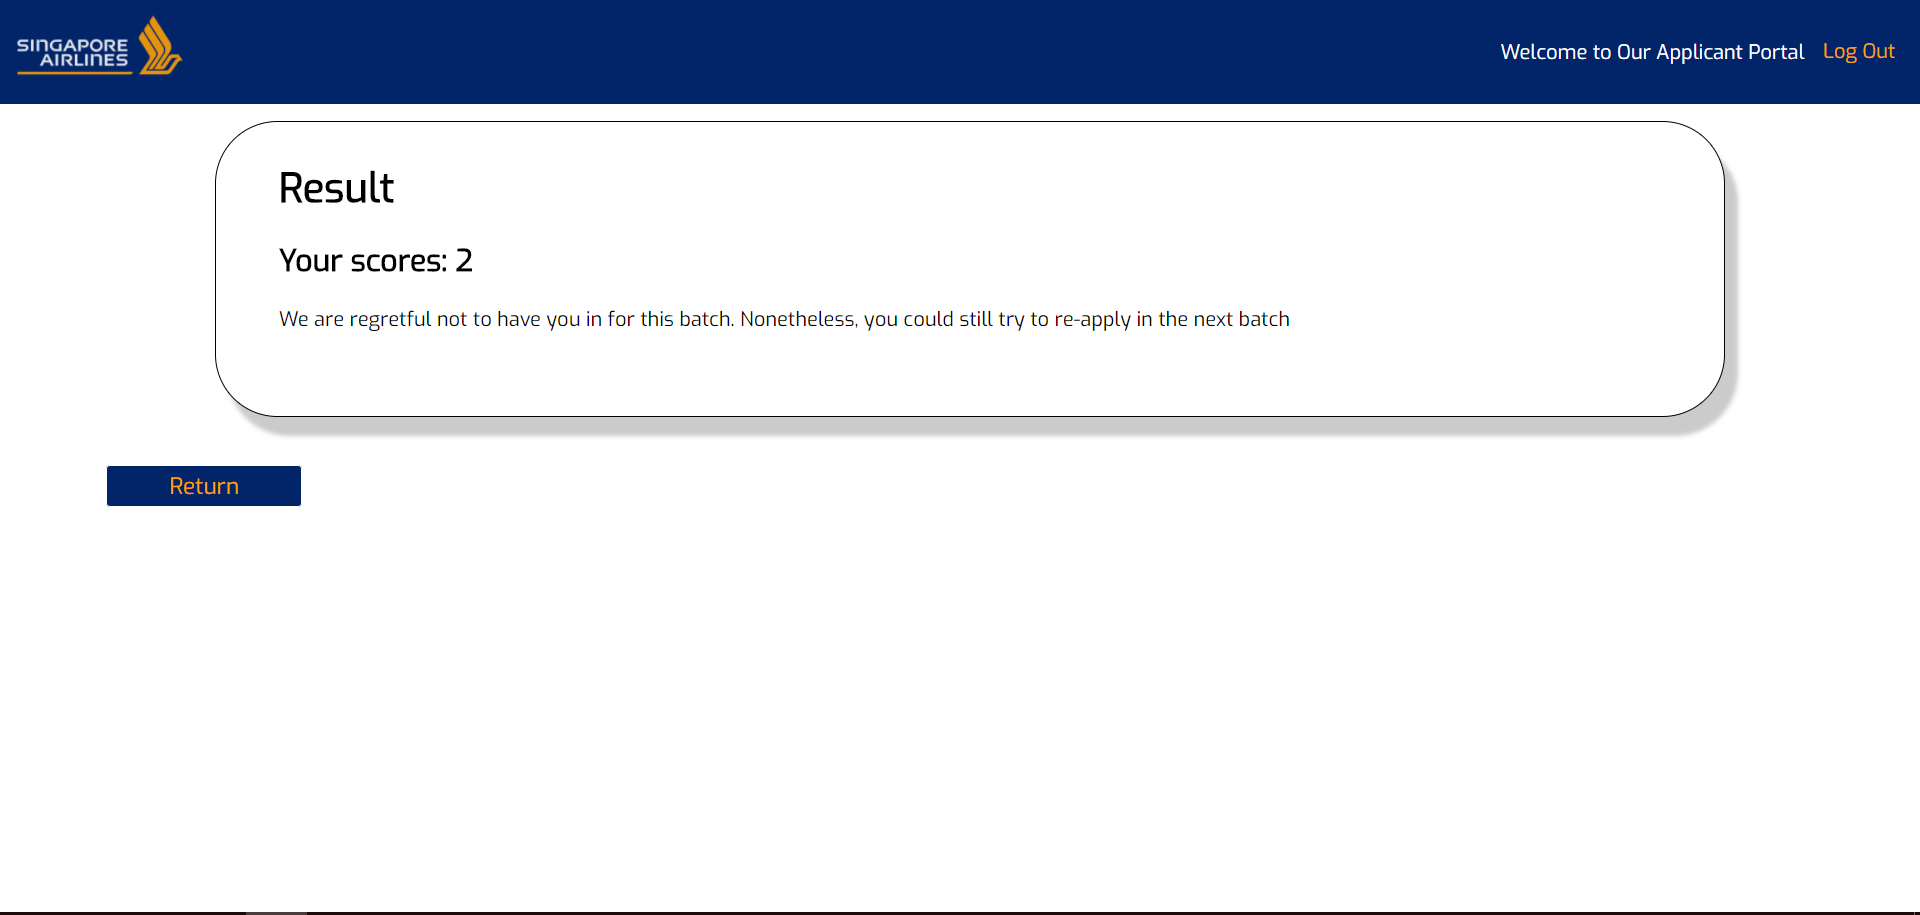 SINGAPORE
AIRLINES
Welcome to Our Applicant Portal Log Out
Result
Your scores: 2
We are regretful not to have you in for this batch. Nonetheless, you could still try to re-apply in the next batch
Return